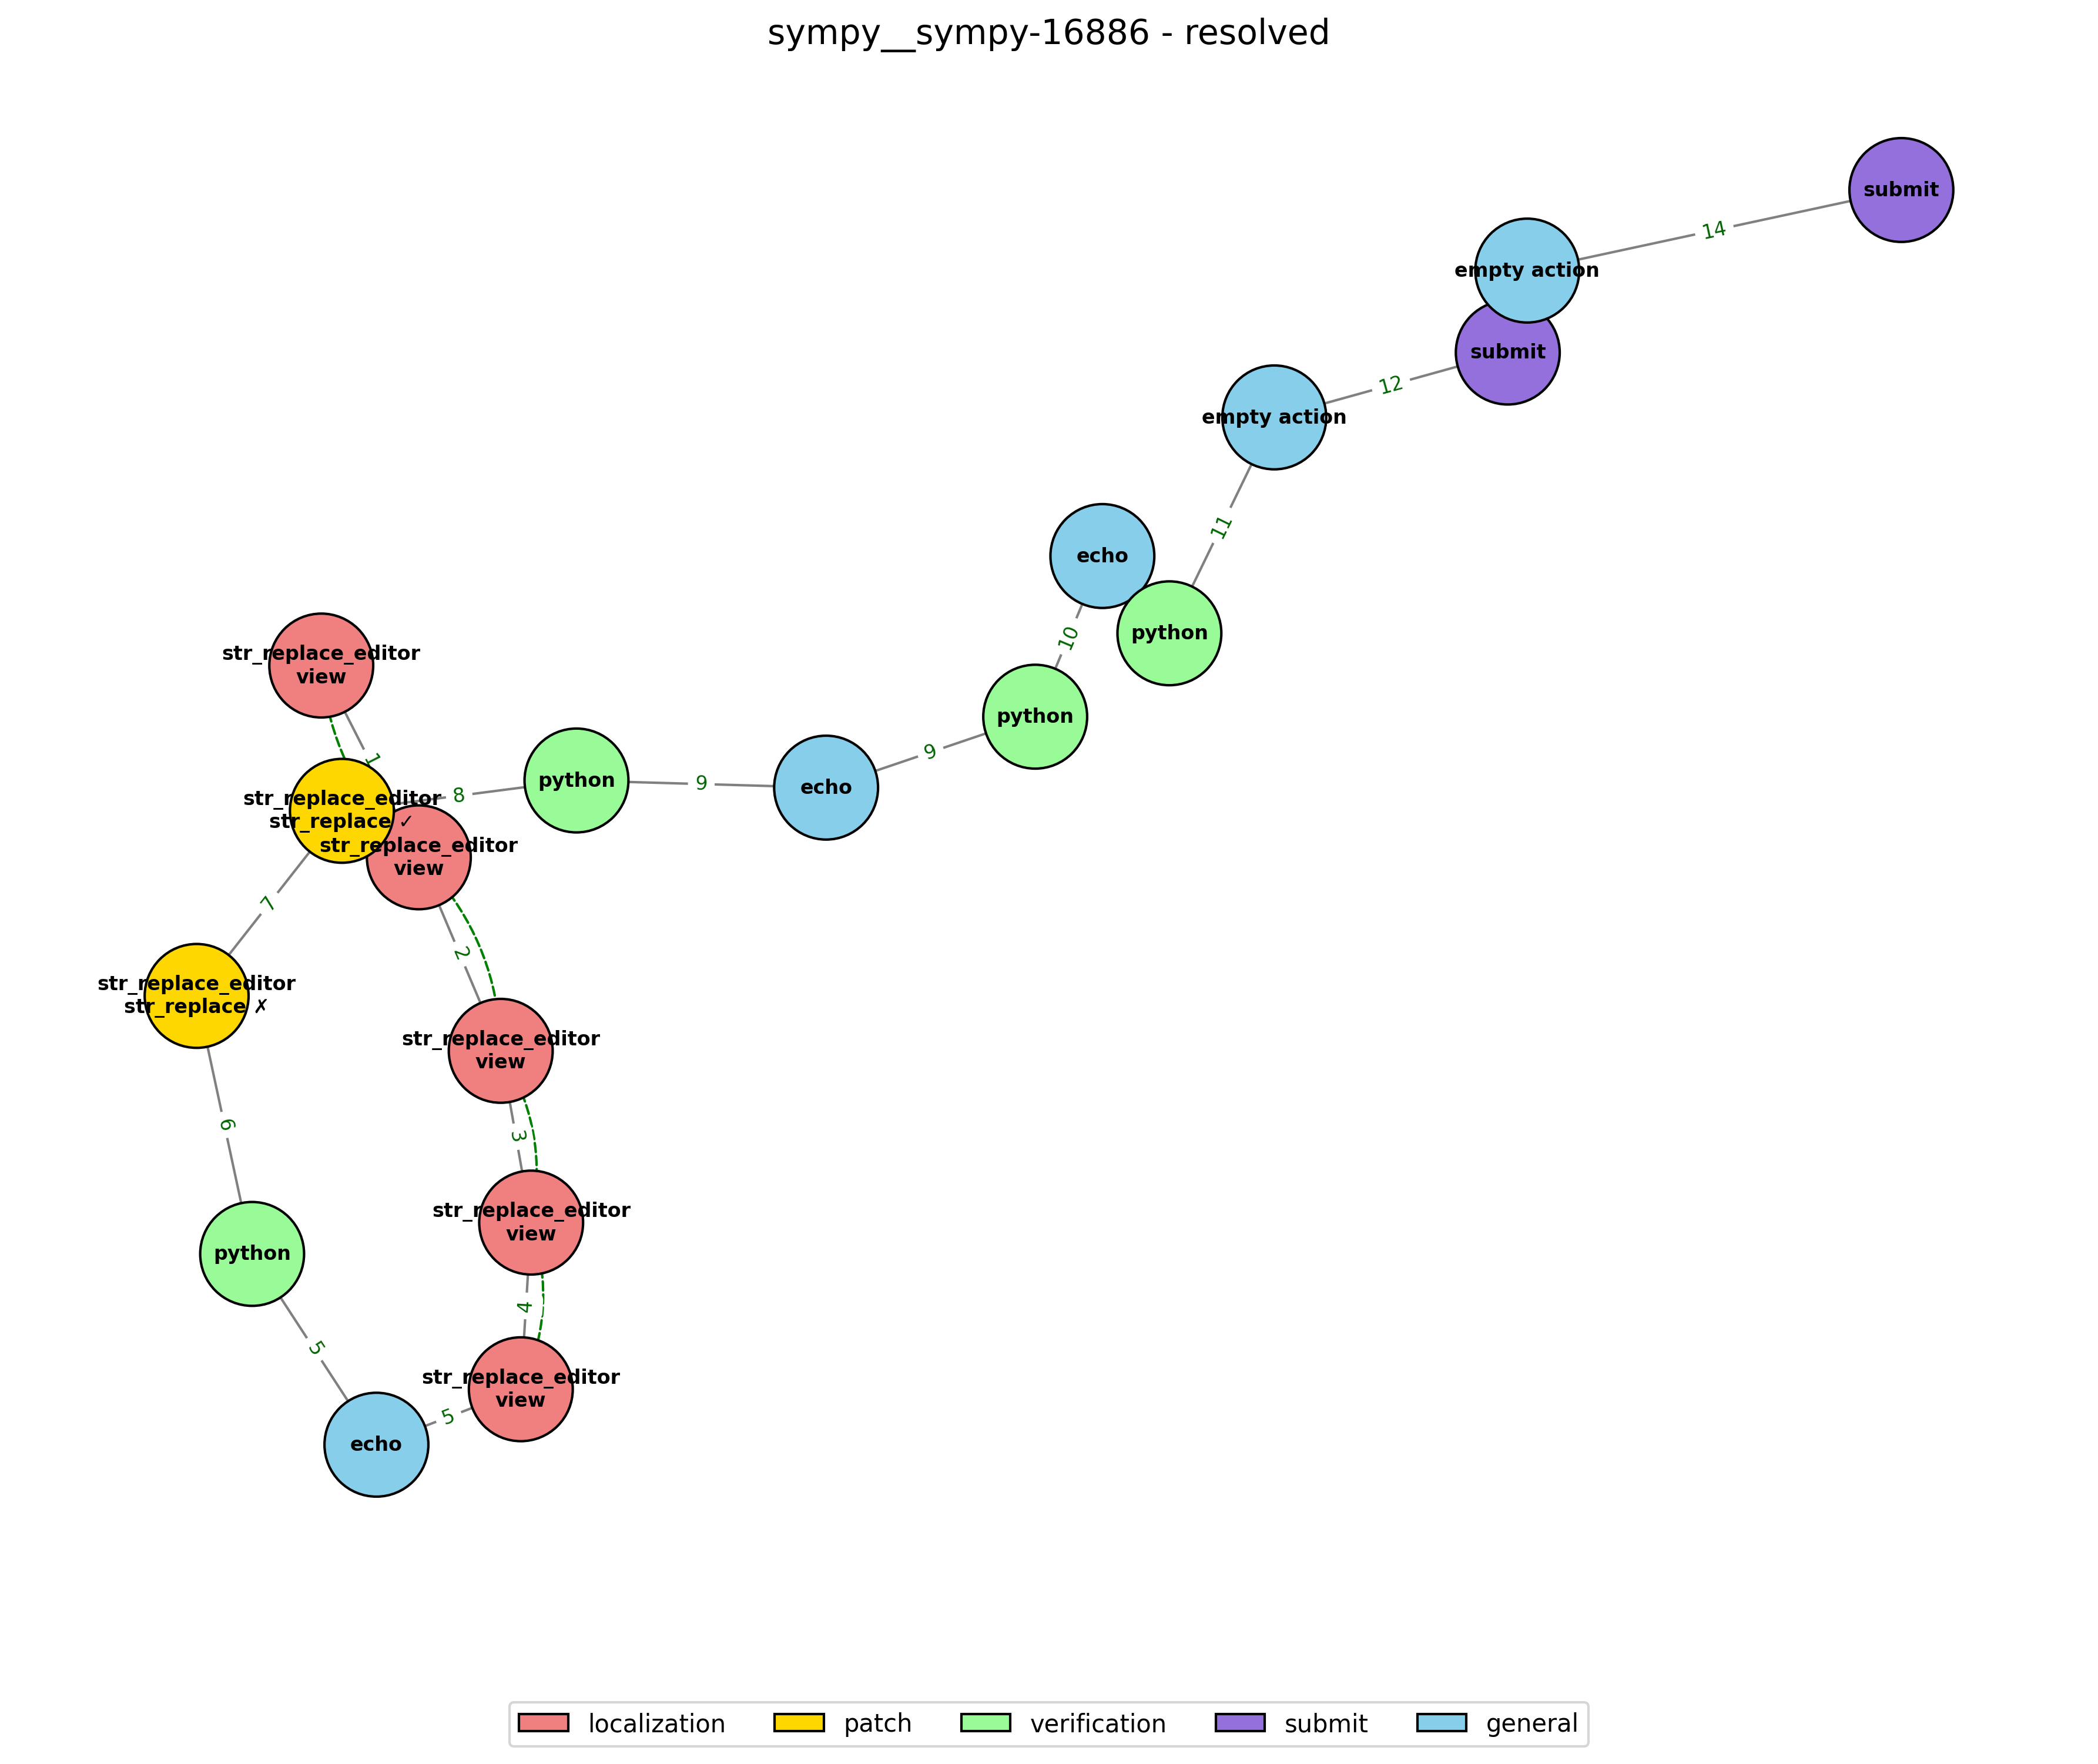 sympy__sympy-16886 - resolved
submit
14
empty action
submit
12
empty action
11
echo
python
10
python
9
echo
9
python
8
str_replace_editor
view
1
str_replace_editor
str_replace ✓
str_replace_editor
view
7
2
str_replace_editor
str_replace ✗
str_replace_editor
view
6
3
str_replace_editor
view
python
4
5
str_replace_editor
view
5
echo
localization
patch
verification
submit
general